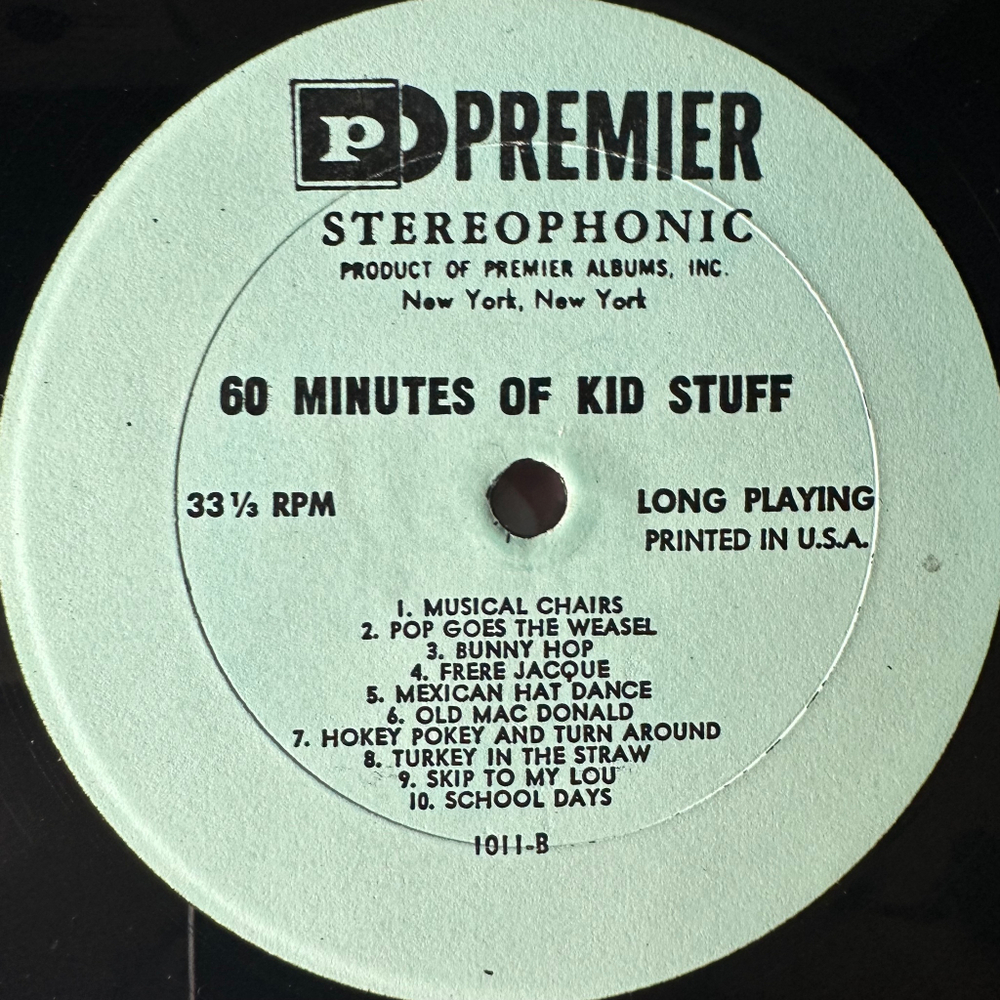 P PREMIER
STEREOPHONIC
PRODUCT OF PREMIER ALBUMS, INC.
New York, New York
60 MINUTES OF KID STUFF
33 ⅓ RPM
LONG PLAYING
PRINTED IN U.S.A.
1. MUSICAL CHAIRS
2. POP GOES THE WEASEL
3. BUNNY HOP
4. FRERE JACQUE
5. MEXICAN HAT DANCE
6. OLD MAC DONALD
7. HOKEY POKEY AND TURN AROUND
8. TURKEY IN THE STRAW
9. SKIP TO MY LOU
10. SCHOOL DAYS
1011-B